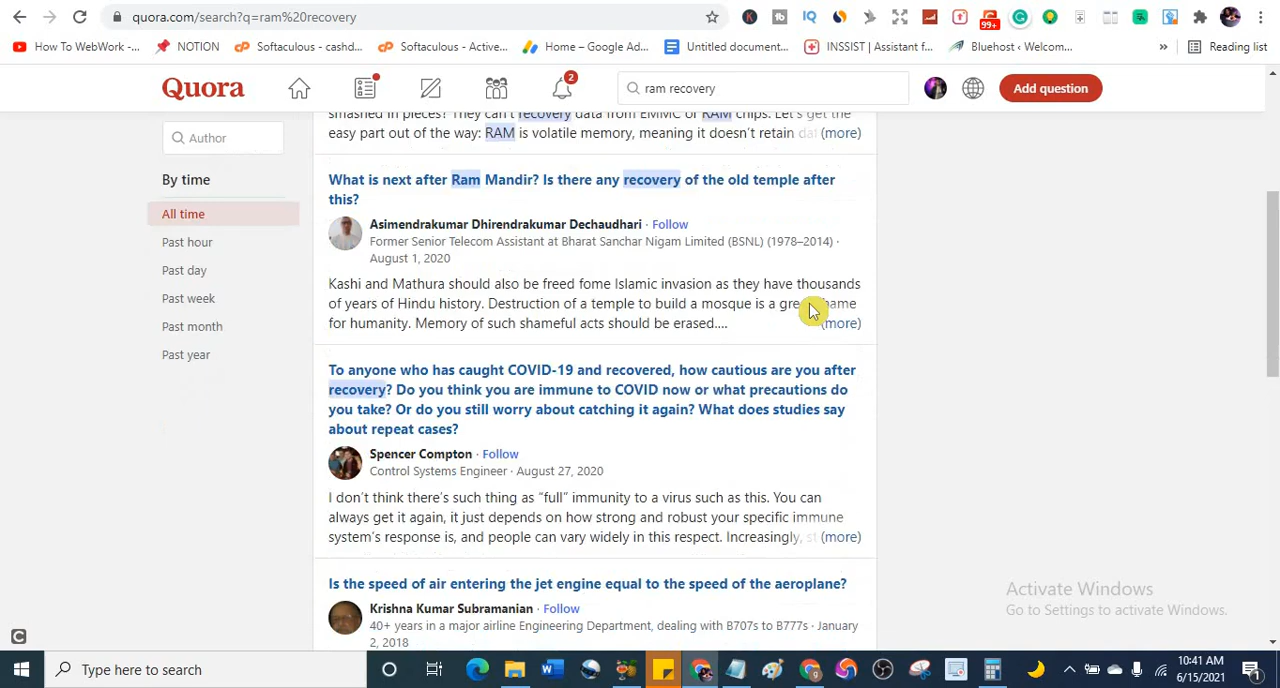 quora.com/search?q=ram%20recovery
99+
How To WebWork -...
NOTION
Softaculous - cashd...
Softaculous - Active...
Home – Google Ad...
Untitled document...
INSSIST | Assistant f...
Bluehost ‹ Welcom...
»
Reading list
Quora
2
ram recovery
Add question
smashed in pieces? They can't recovery data from EMMC or RAM chips. Let's get the
easy part out of the way: RAM is volatile memory, meaning it doesn't retain dat (more)
Author
By time
All time
Past hour
Past day
Past week
Past month
Past year
What is next after Ram Mandir? Is there any recovery of the old temple after
this?
Asimendrakumar Dhirendrakumar Dechaudhari · Follow
Former Senior Telecom Assistant at Bharat Sanchar Nigam Limited (BSNL) (1978–2014) ·
August 1, 2020
Kashi and Mathura should also be freed fome Islamic invasion as they have thousands
of years of Hindu history. Destruction of a temple to build a mosque is a great shame
for humanity. Memory of such shameful acts should be erased....
(more)
To anyone who has caught COVID-19 and recovered, how cautious are you after
recovery? Do you think you are immune to COVID now or what precautions do
you take? Or do you still worry about catching it again? What does studies say
about repeat cases?
Spencer Compton · Follow
Control Systems Engineer · August 27, 2020
I don't think there's such thing as “full” immunity to a virus such as this. You can
always get it again, it just depends on how strong and robust your specific immune
system's response is, and people can vary widely in this respect. Increasingly, (more)
Is the speed of air entering the jet engine equal to the speed of the aeroplane?
Krishna Kumar Subramanian · Follow
40+ years in a major airline Engineering Department, dealing with B707s to B777s · January
2, 2018
Activate Windows
Go to Settings to activate Windows.
Type here to search
10:41 AM
6/15/2021
1